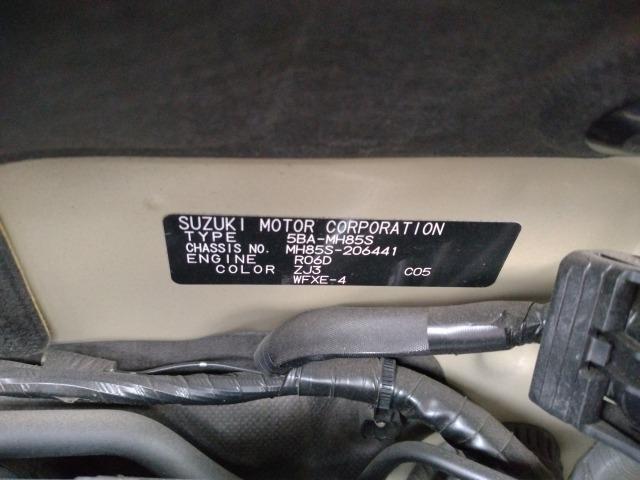 SUZUKI MOTOR CORPORATION
TYPE 5BA-MH85S
CHASSIS NO. MH85S-206441
ENGINE R06D
COLOR ZJ3 C05
WFXE-4